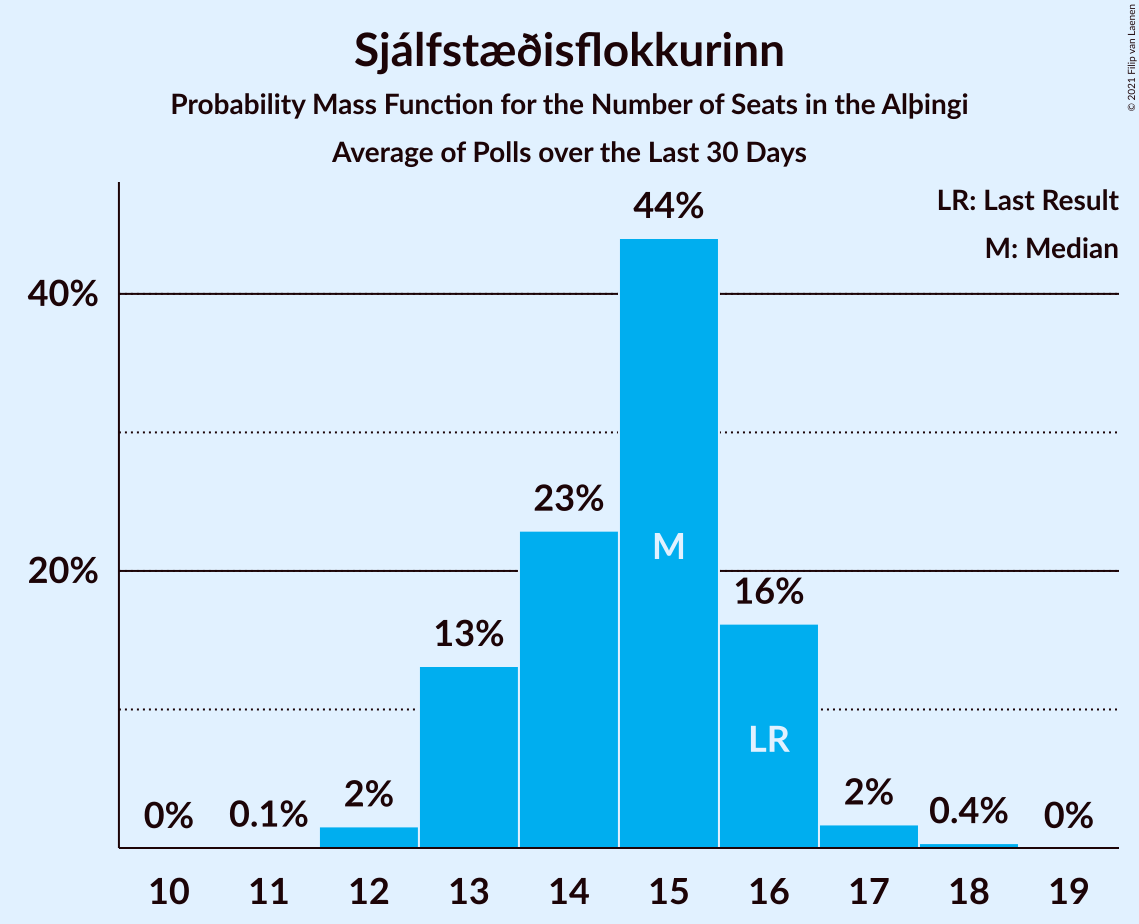 Sjálfstæðisflokkurinn
Probability Mass Function for the Number of Seats in the Alþingi
Average of Polls over the Last 30 Days
© 2021 Filip van Laenen
LR: Last Result
M: Median
44%
40%
23%
M
20%
16%
13%
LR
2%
2%
0%
0.1%
0.4%
0%
10 11 12 13 14 15 16 17 18 19